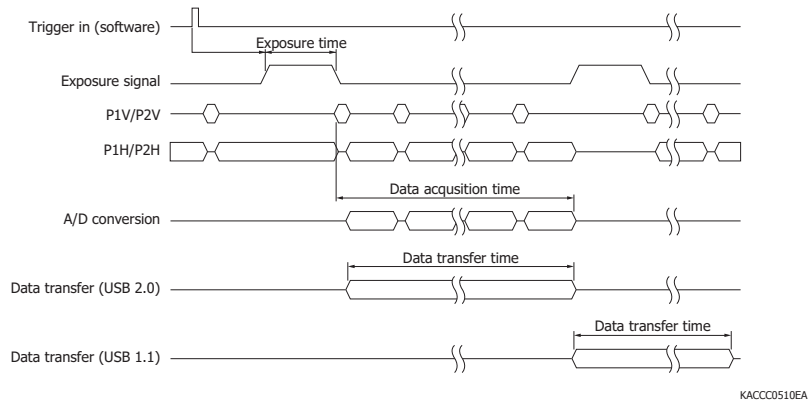 Trigger in (software)
Exposure time
Exposure signal
P1V/P2V
P1H/P2H
Data acqusition time
A/D conversion
Data transfer time
Data transfer (USB 2.0)
Data transfer time
Data transfer (USB 1.1)
KACCC0510EA